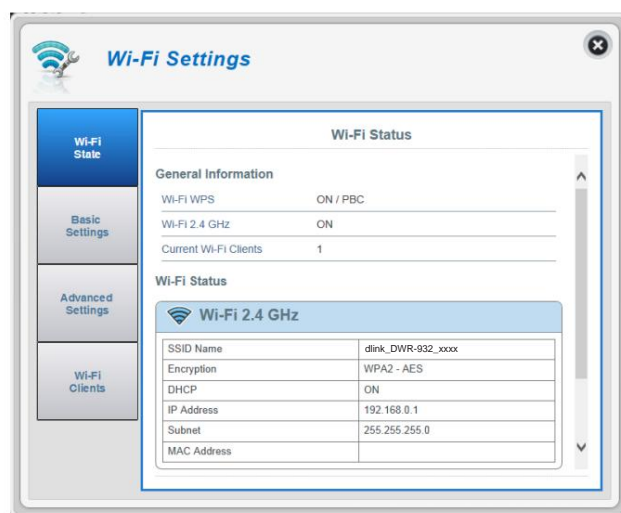 Wi-Fi Settings
Wi-Fi
State
Basic
Settings
Advanced
Settings
Wi-Fi
Clients
Wi-Fi Status
General Information
Wi-Fi WPS ON / PBC
Wi-Fi 2.4 GHz ON
Current Wi-Fi Clients 1
Wi-Fi Status
Wi-Fi 2.4 GHz
SSID Name dlink_DWR-932_xxxx
Encryption WPA2 - AES
DHCP ON
IP Address 192.168.0.1
Subnet 255.255.255.0
MAC Address